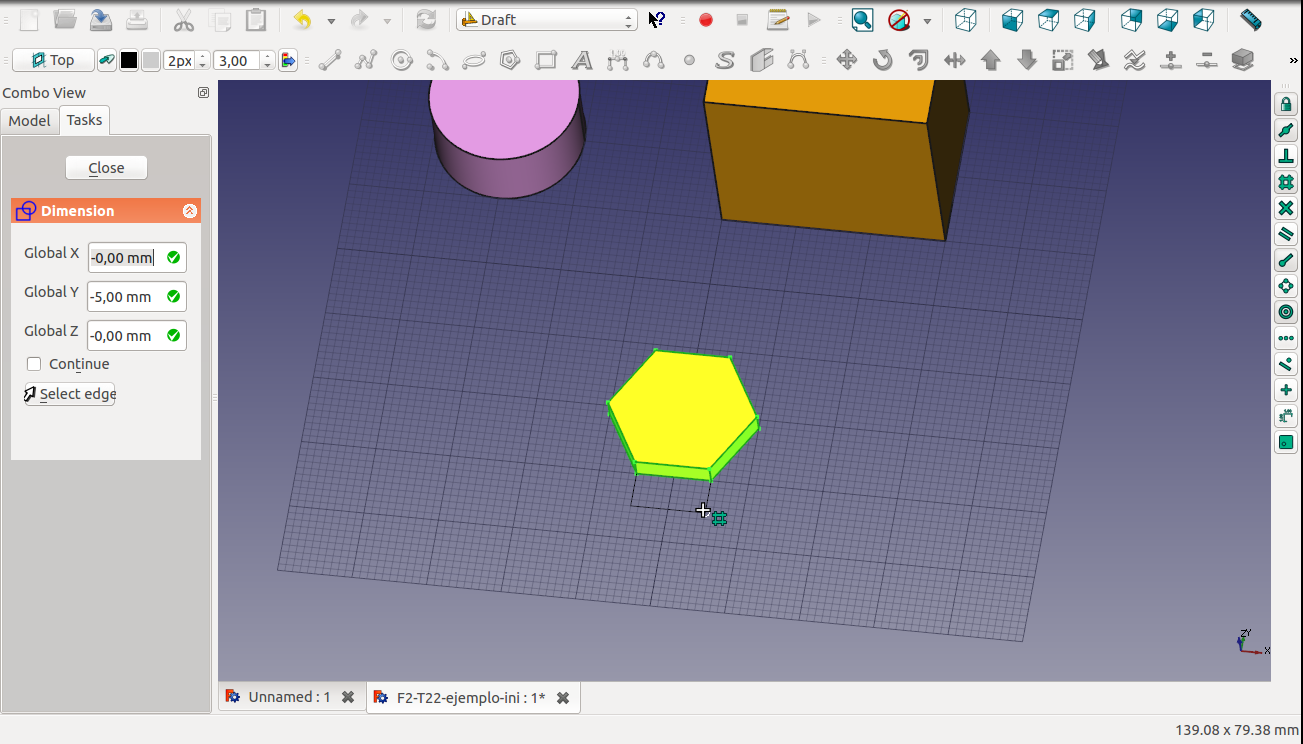 Draft
Top
2px
3,00
»
Combo View
Model
Tasks
Close
Dimension
Global X
-0,00 mm
Global Y
-5,00 mm
Global Z
-0,00 mm
Continue
Select edge
ZY
X
Unnamed : 1
F2-T22-ejemplo-ini : 1*
139.08 x 79.38 mm